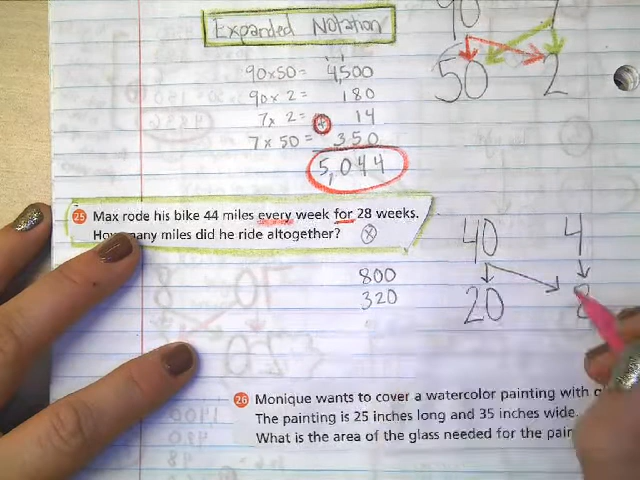 Expanded Notation
90x50= 4,500
90x 2= 180
7x 2= 14
7x 50= 350
5,044
50 2
25 Max rode his bike 44 miles every week for 28 weeks.
How many miles did he ride altogether? x
40 4
800
320
20 8
26 Monique wants to cover a watercolor painting with
The painting is 25 inches long and 35 inches wide.
What is the area of the glass needed for the